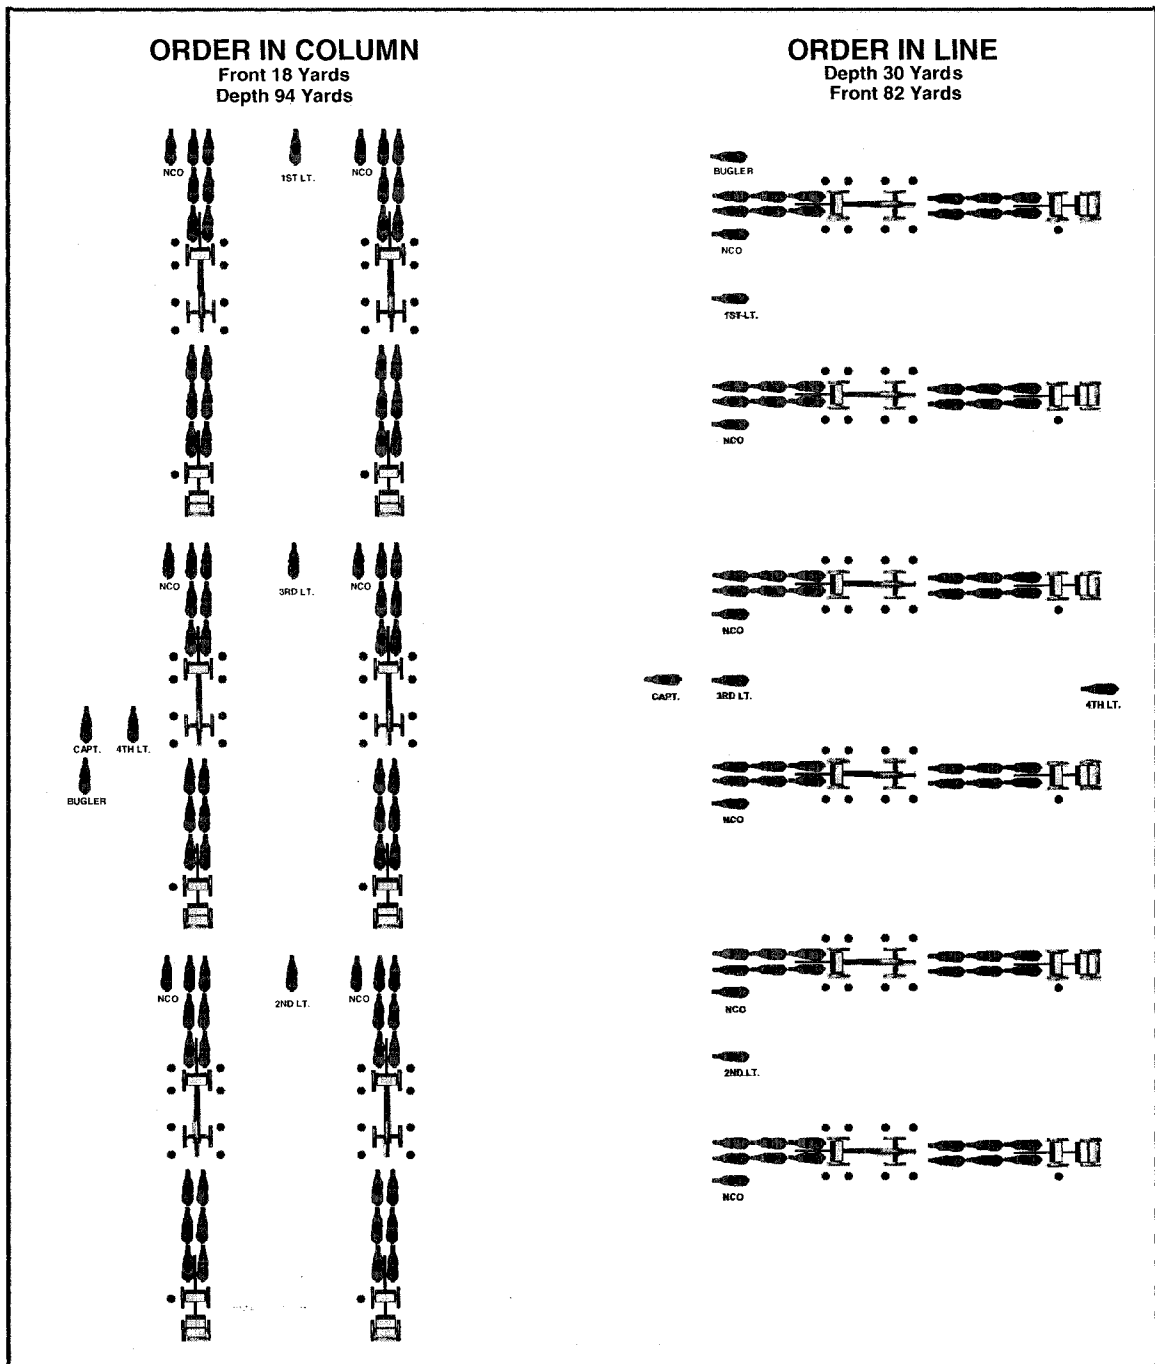 ORDER IN COLUMN
Front 18 Yards
Depth 94 Yards
NCO
1ST LT.
NCO
NCO
3RD LT.
NCO
CAPT.
4TH LT.
BUGLER
NCO
2ND LT.
NCO
ORDER IN LINE
Depth 30 Yards
Front 82 Yards
BUGLER
NCO
1ST LT.
NCO
NCO
CAPT.
3RD LT.
4TH LT.
NCO
NCO
2ND LT.
NCO